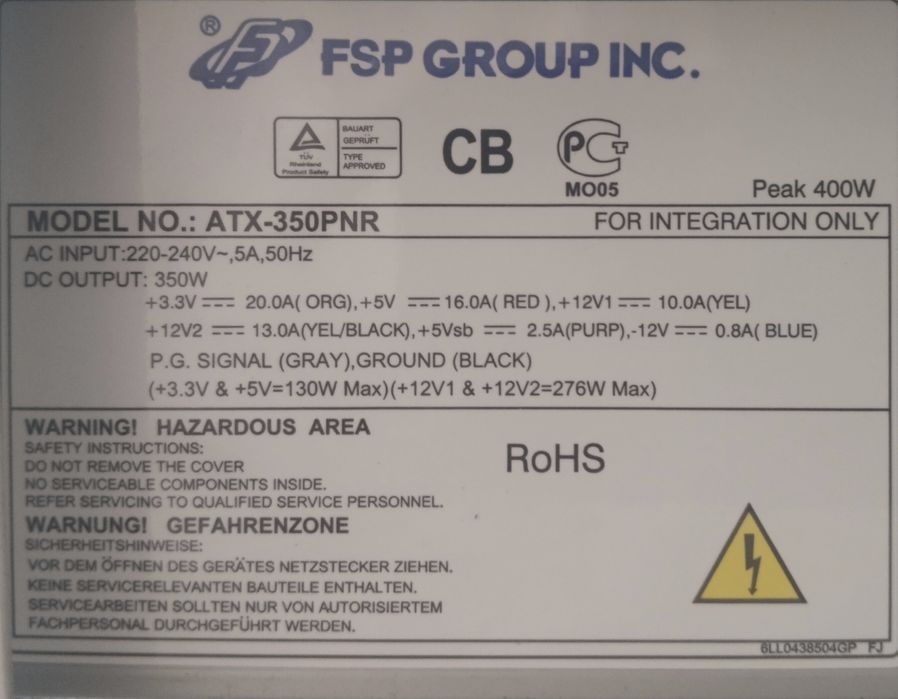 ®
FSP GROUP INC.
BAUART
GEPRÜFT
TÜV
Rheinland
Product Safety
TYPE
APPROVED
CB
PCT
MO05
Peak 400W
MODEL NO.: ATX-350PNR
FOR INTEGRATION ONLY
AC INPUT:220-240V~,5A,50Hz
DC OUTPUT: 350W
+3.3V ⎓ 20.0A( ORG),+5V ⎓ 16.0A( RED ),+12V1 ⎓ 10.0A(YEL)
+12V2 ⎓ 13.0A(YEL/BLACK),+5Vsb ⎓ 2.5A(PURP),-12V ⎓ 0.8A( BLUE)
P.G. SIGNAL (GRAY),GROUND (BLACK)
(+3.3V & +5V=130W Max)(+12V1 & +12V2=276W Max)
WARNING! HAZARDOUS AREA
SAFETY INSTRUCTIONS:
DO NOT REMOVE THE COVER
NO SERVICEABLE COMPONENTS INSIDE.
REFER SERVICING TO QUALIFIED SERVICE PERSONNEL.
RoHS
WARNUNG! GEFAHRENZONE
SICHERHEITSHINWEISE:
VOR DEM ÖFFNEN DES GERÄTES NETZSTECKER ZIEHEN.
KEINE SERVICERELEVANTEN BAUTEILE ENTHALTEN.
SERVICEARBEITEN SOLLTEN NUR VON AUTORISIERTEM
FACHPERSONAL DURCHGEFÜHRT WERDEN.
6LL0438504GP FJ